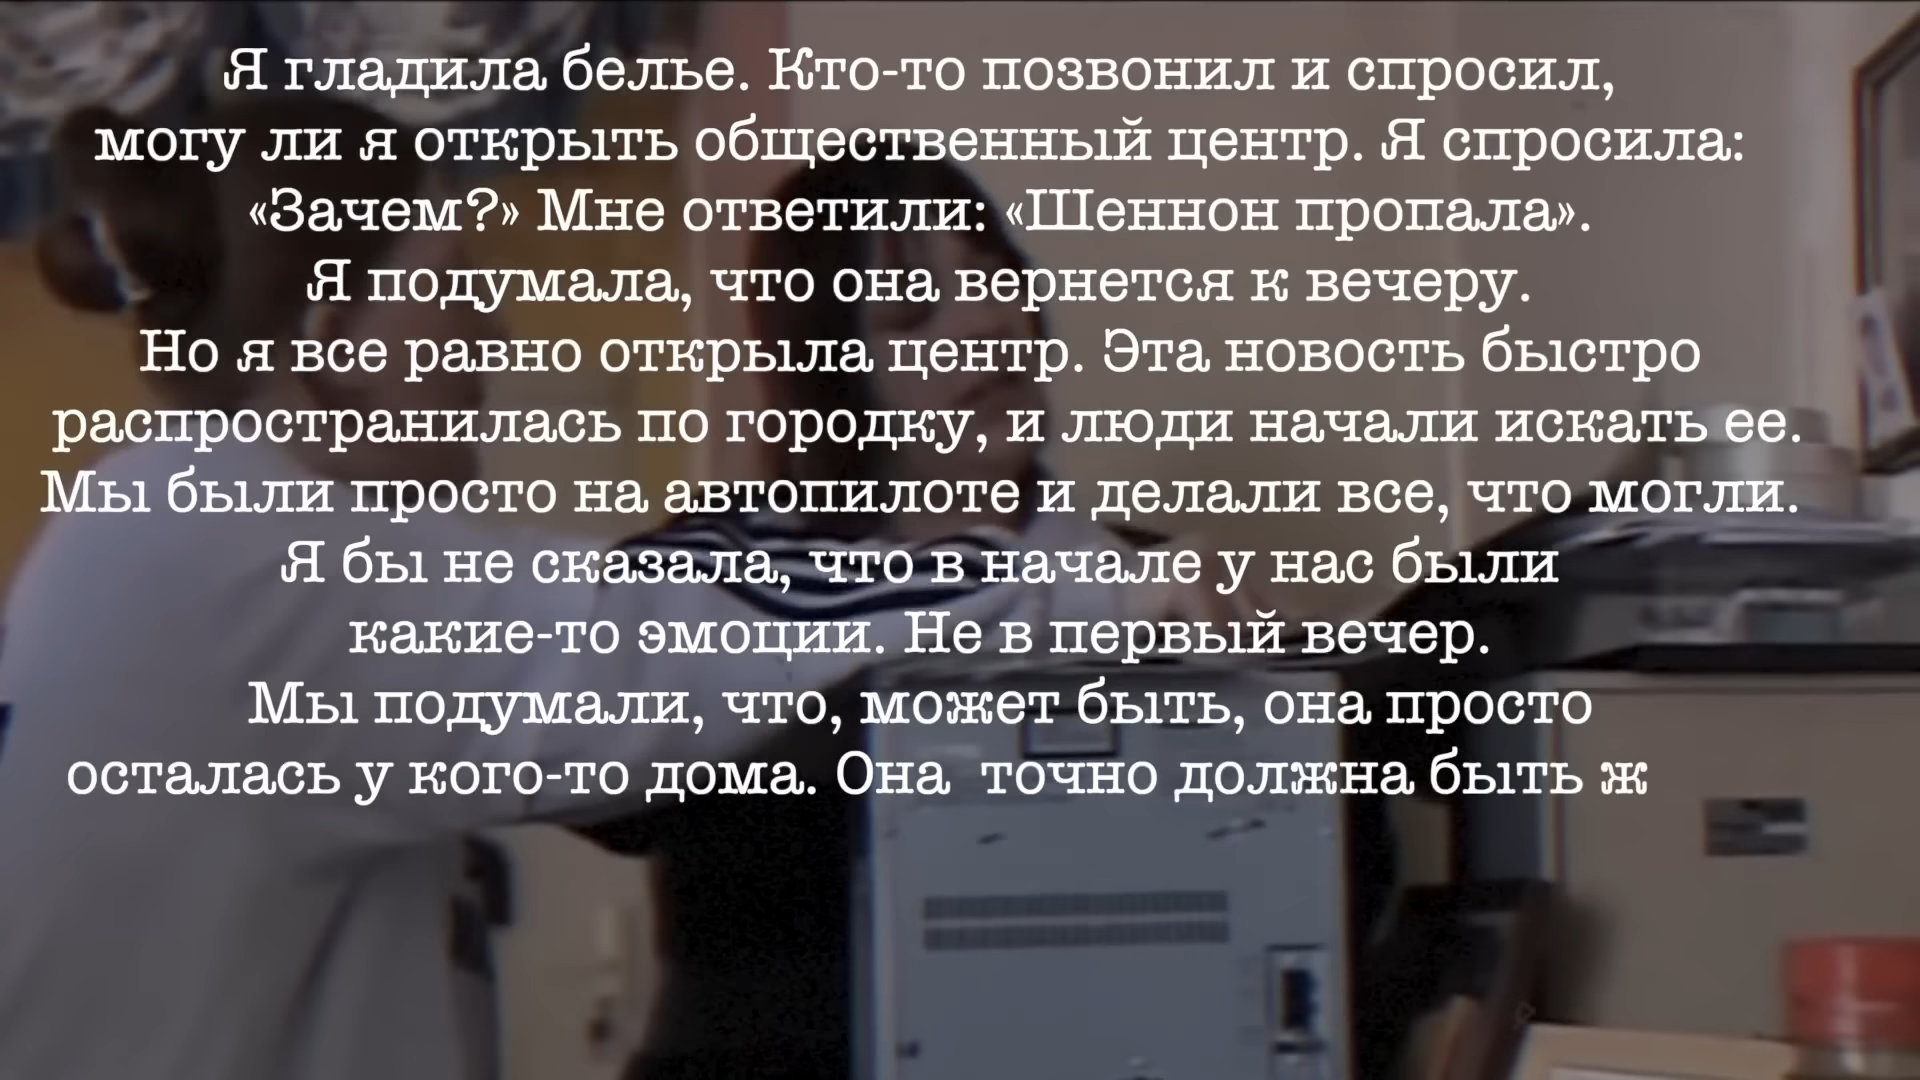 Я гладила белье. Кто-то позвонил и спросил,
могу ли я открыть общественный центр. Я спросила:
«Зачем?» Мне ответили: «Шеннон пропала».
Я подумала, что она вернется к вечеру.
Но я все равно открыла центр. Эта новость быстро
распространилась по городку, и люди начали искать ее.
Мы были просто на автопилоте и делали все, что могли.
Я бы не сказала, что в начале у нас были
какие-то эмоции. Не в первый вечер.
Мы подумали, что, может быть, она просто
осталась у кого-то дома. Она точно должна быть ж